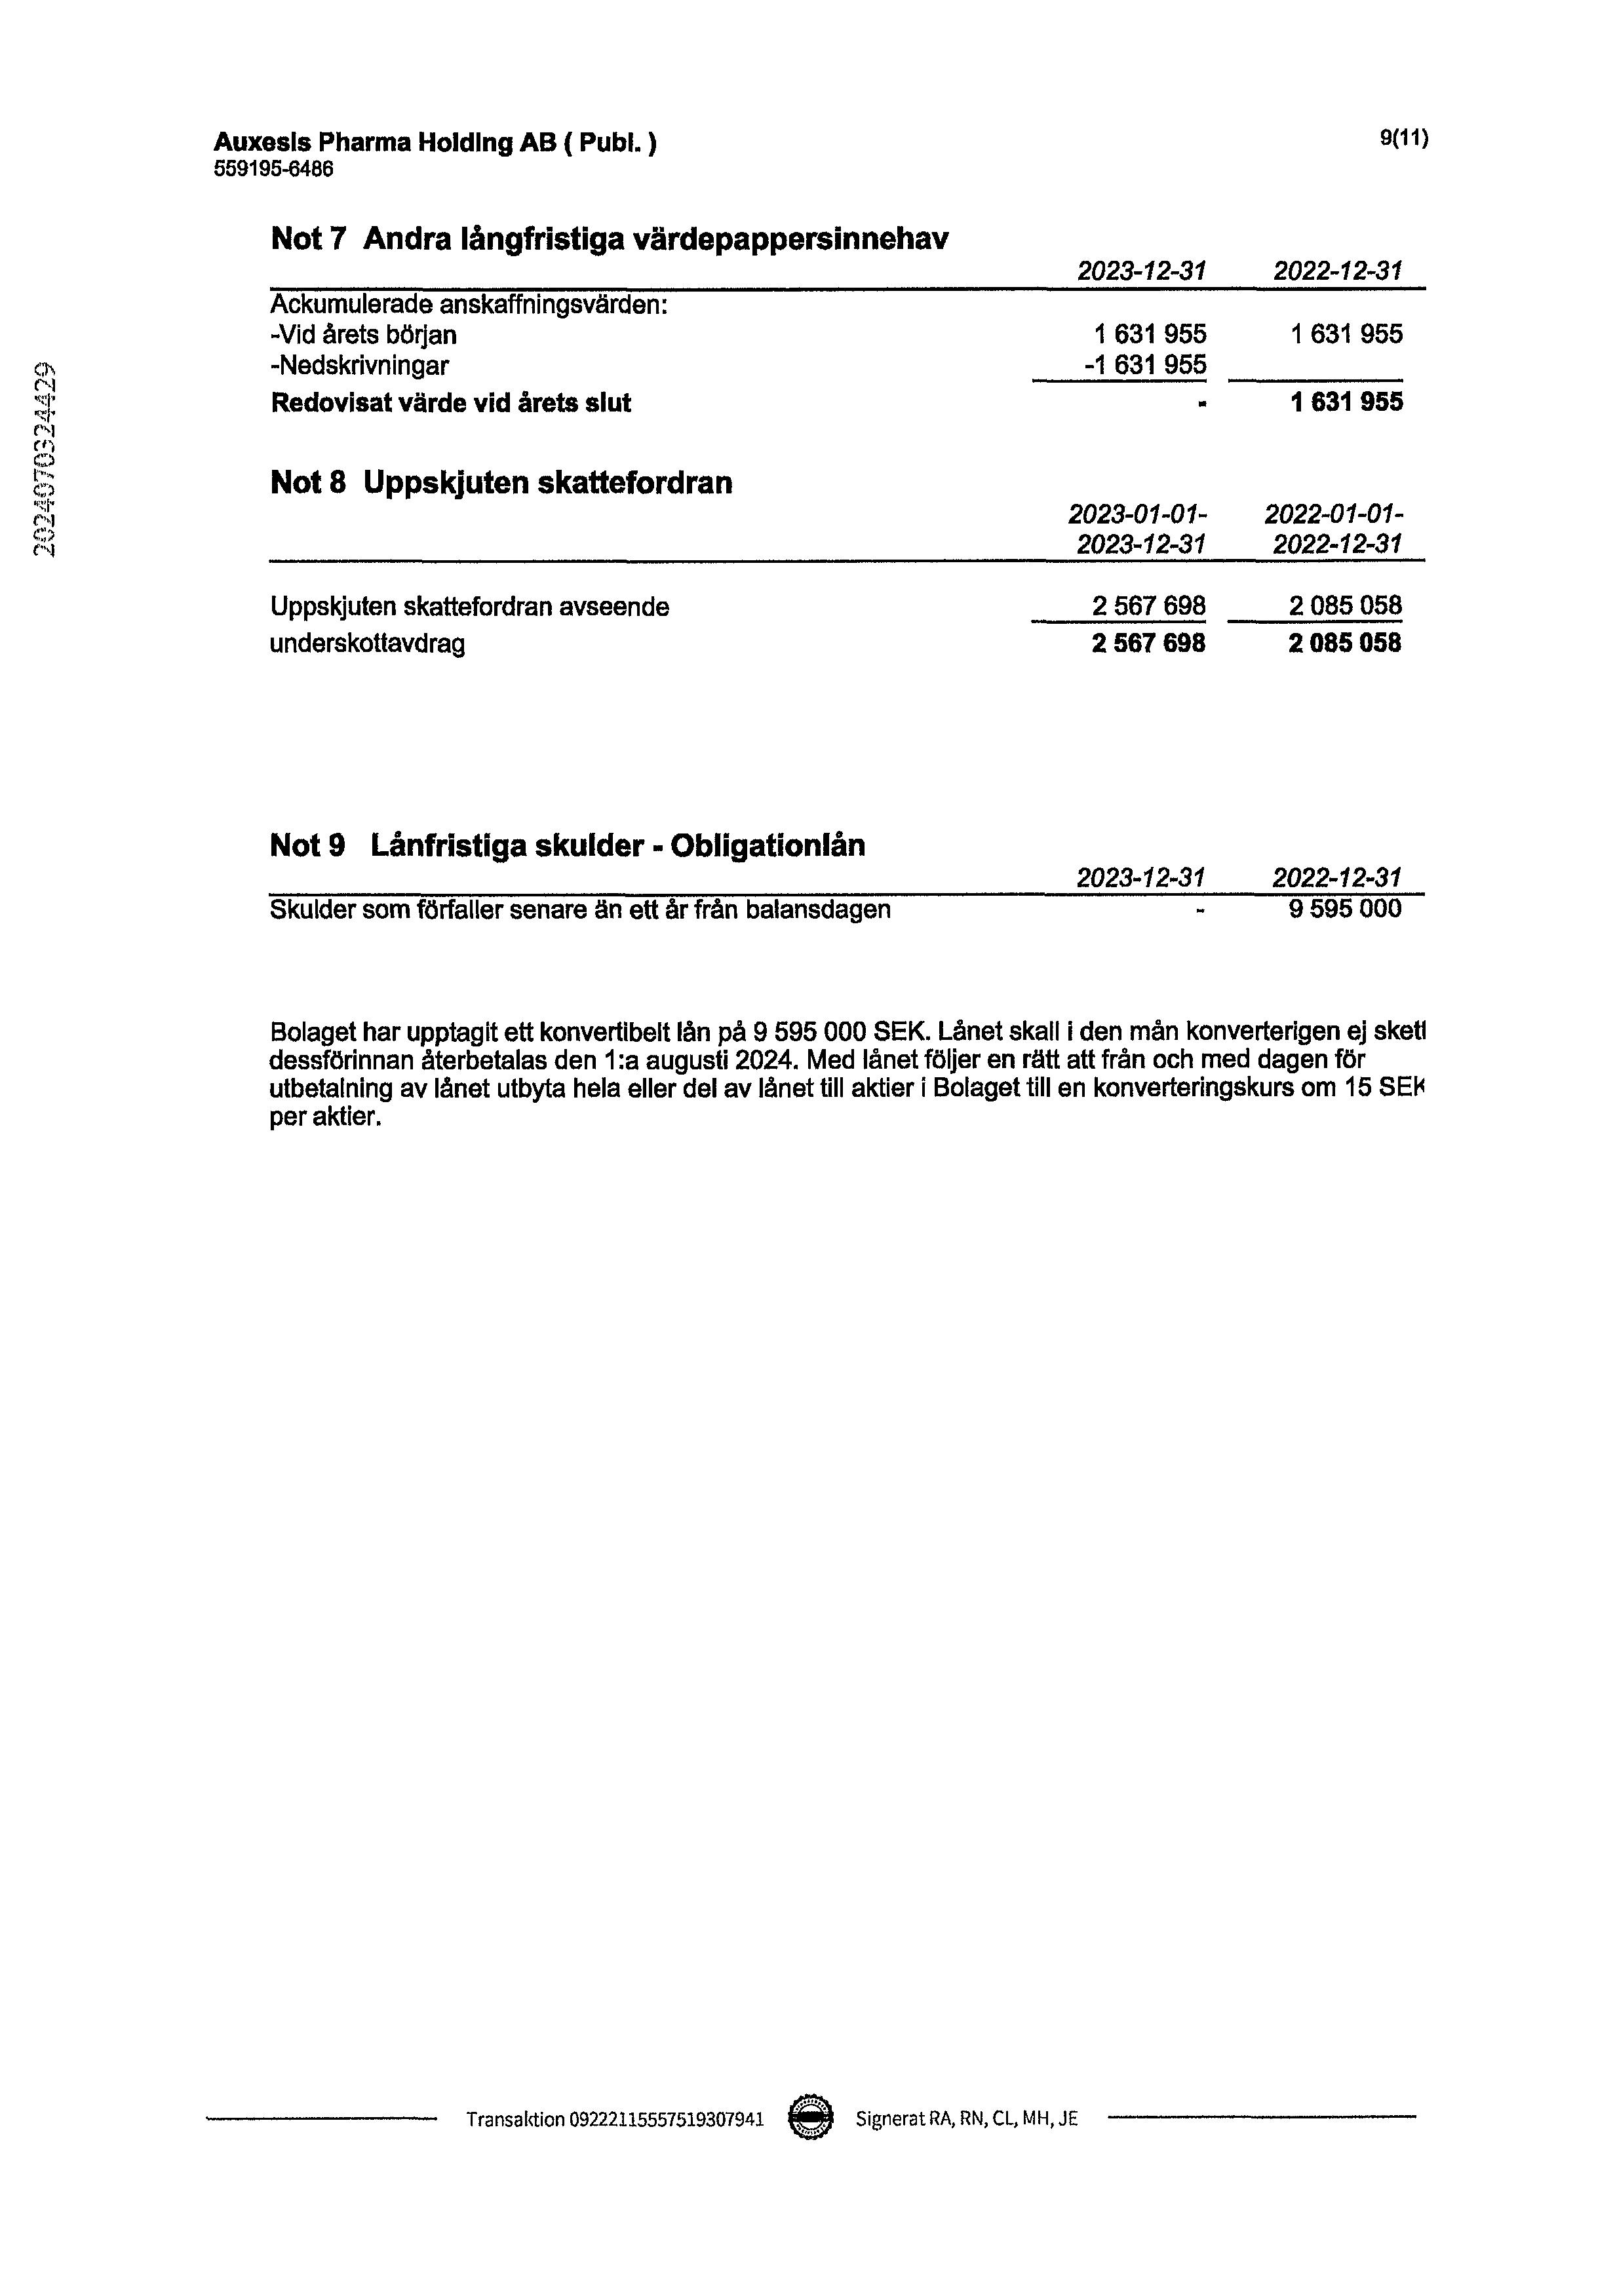 Auxesis Pharma Holding AB ( Publ. )
9(11)
559195-6486
2024070324429
Not 7 Andra långfristiga värdepappersinnehav
2023-12-31 2022-12-31
Ackumulerade anskaffningsvärden:
-Vid årets början 1 631 955 1 631 955
-Nedskrivningar -1 631 955
Redovisat värde vid årets slut - 1 631 955
Not 8 Uppskjuten skattefordran
2023-01-01- 2022-01-01-
2023-12-31 2022-12-31
Uppskjuten skattefordran avseende 2 567 698 2 085 058
underskottavdrag 2 567 698 2 085 058
Not 9 Lånfristiga skulder - Obligationlån
2023-12-31 2022-12-31
Skulder som förfaller senare än ett år från balansdagen - 9 595 000
Bolaget har upptagit ett konvertibelt lån på 9 595 000 SEK. Lånet skall i den mån konverterigen ej skett
dessförinnan återbetalas den 1:a augusti 2024. Med lånet följer en rätt att från och med dagen för
utbetalning av lånet utbyta hela eller del av lånet till aktier i Bolaget till en konverteringskurs om 15 SEK
per aktier.
Transaktion 09222115557519307941 Signerat RA, RN, CL, MH, JE